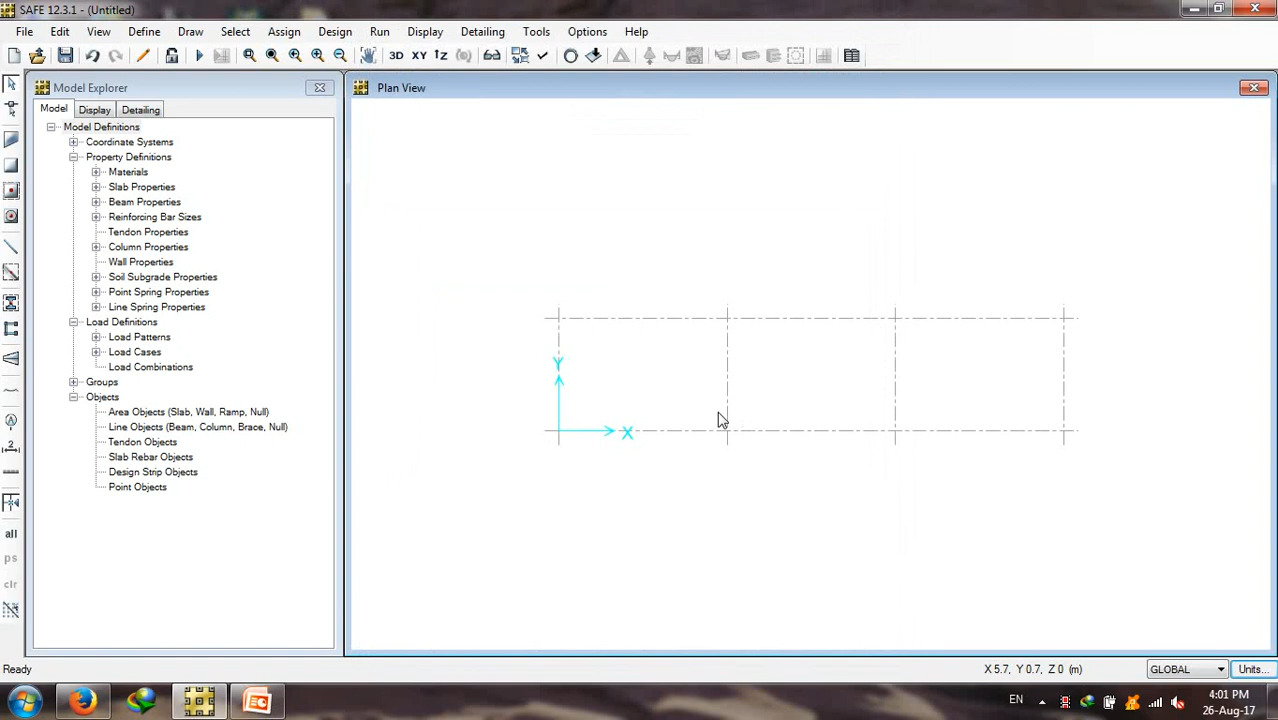 SAFE 12.3.1 - (Untitled)
File Edit View Define Draw Select Assign Design Run Display Detailing Tools Options Help
3D XY
Model Explorer
Plan View
Model Display Detailing
Model Definitions
Coordinate Systems
Property Definitions
Materials
Slab Properties
Beam Properties
Reinforcing Bar Sizes
Tendon Properties
Column Properties
Wall Properties
Soil Subgrade Properties
Point Spring Properties
Line Spring Properties
Load Definitions
Load Patterns
Load Cases
Load Combinations
Groups
Objects
Area Objects (Slab, Wall, Ramp, Null)
Line Objects (Beam, Column, Brace, Null)
Tendon Objects
Slab Rebar Objects
Design Strip Objects
Point Objects
Y
X
all
ps
clr
Ready
X 5.7, Y 0.7, Z 0 (m)
GLOBAL
Units...
EN
4:01 PM
26-Aug-17